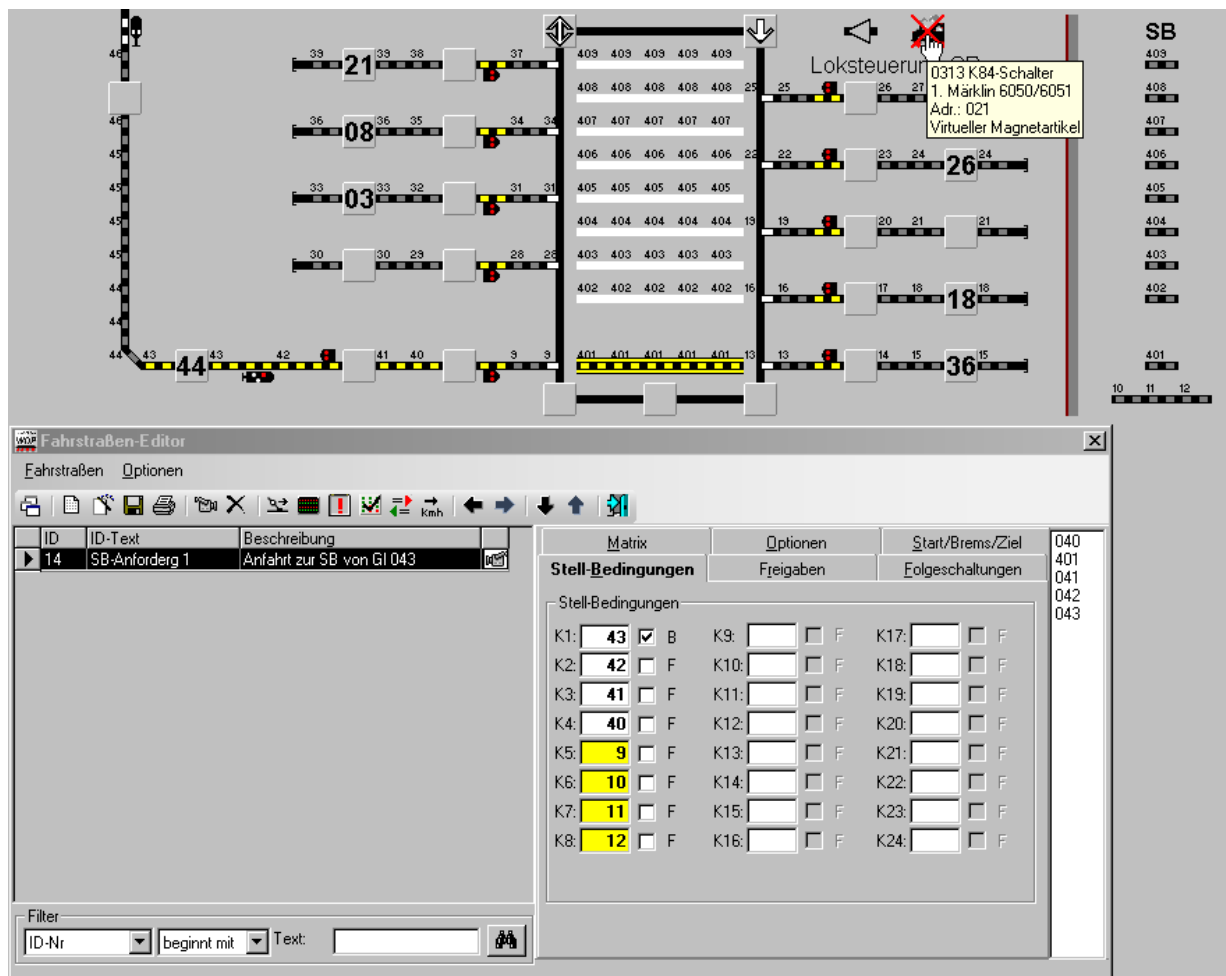 SB
46
39 39 38 37
21
409 409 409 409 409
409
Loksteuerung
0313 K84-Schalter
1. Märklin 6050/6051
Adr.: 021
Virtueller Magnetartikel
408 408 408 408 408 25 25 26 27
408
46
36 36 35 34 34
08
407 407 407 407 407
407
45
406 406 406 406 406 22 22 23 24 24
26
406
45
33 33 32 31 31
03
405 405 405 405 405
405
45
404 404 404 404 404 19 19 20 21 21
404
45
30 30 29 28 28
403 403 403 403 403
403
44
402 402 402 402 402 16 16 17 18 18
18
402
44
44 43 43 42 41 40 9 9
44
401 401 401 401 401 13 13 14 15 15
36
401
10 11 12
Fahrstraßen-Editor
Fahrstraßen Optionen
Kmh
ID ID-Text Beschreibung
14 SB-Anforderg 1 Anfahrt zur SB von Gl 043
Matrix Optionen Start/Brems/Ziel
Stell-Bedingungen Freigaben Folgeschaltungen
040
401
041
042
043
Stell-Bedingungen
K1: 43 B K9: F K17: F
K2: 42 F K10: F K18: F
K3: 41 F K11: F K19: F
K4: 40 F K12: F K20: F
K5: 9 F K13: F K21: F
K6: 10 F K14: F K22: F
K7: 11 F K15: F K23: F
K8: 12 F K16: F K24: F
Filter
ID-Nr beginnt mit Text: